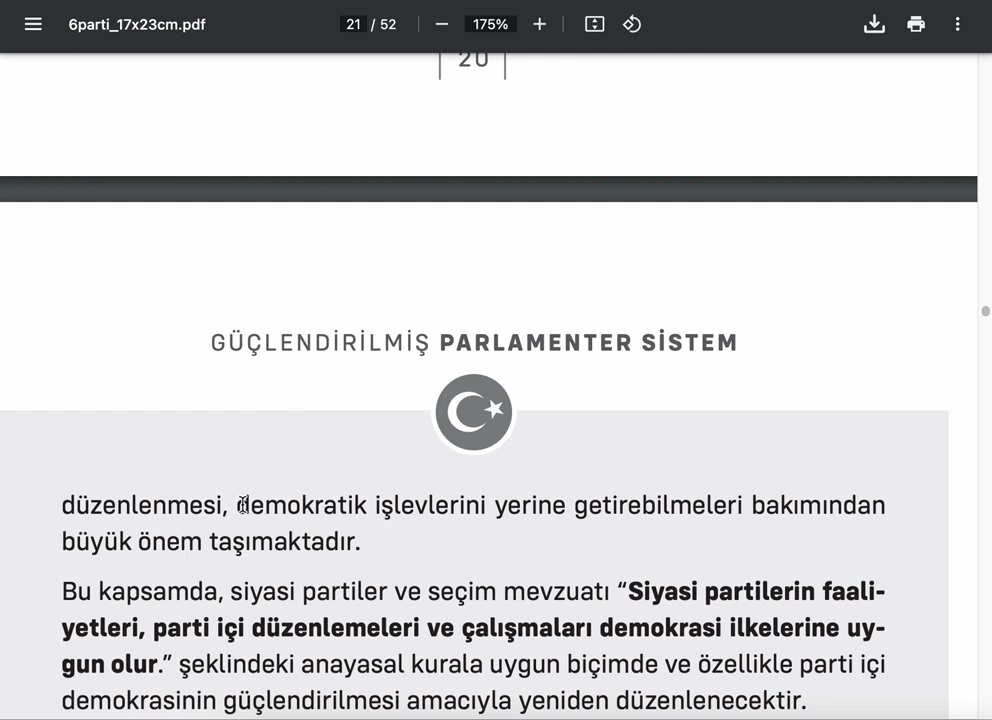 6parti_17x23cm.pdf
21 / 52
175%
20
GÜÇLENDİRİLMİŞ PARLAMENTER SİSTEM
düzenlenmesi, demokratik işlevlerini yerine getirebilmeleri bakımından
büyük önem taşımaktadır.
Bu kapsamda, siyasi partiler ve seçim mevzuatı “Siyasi partilerin faali-
yetleri, parti içi düzenlemeleri ve çalışmaları demokrasi ilkelerine uy-
gun olur.” şeklindeki anayasal kurala uygun biçimde ve özellikle parti içi
demokrasinin güçlendirilmesi amacıyla yeniden düzenlenecektir.